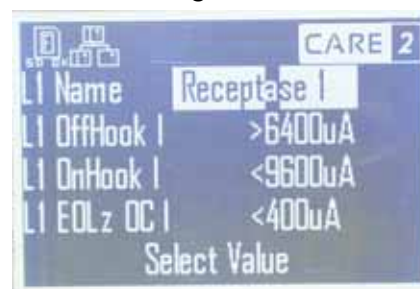 CARE 2
L1 Name Receptase 1
L1 OffHook I >6400uA
L1 OnHook I <9600uA
L1 EOLz OC I <400uA
Select Value